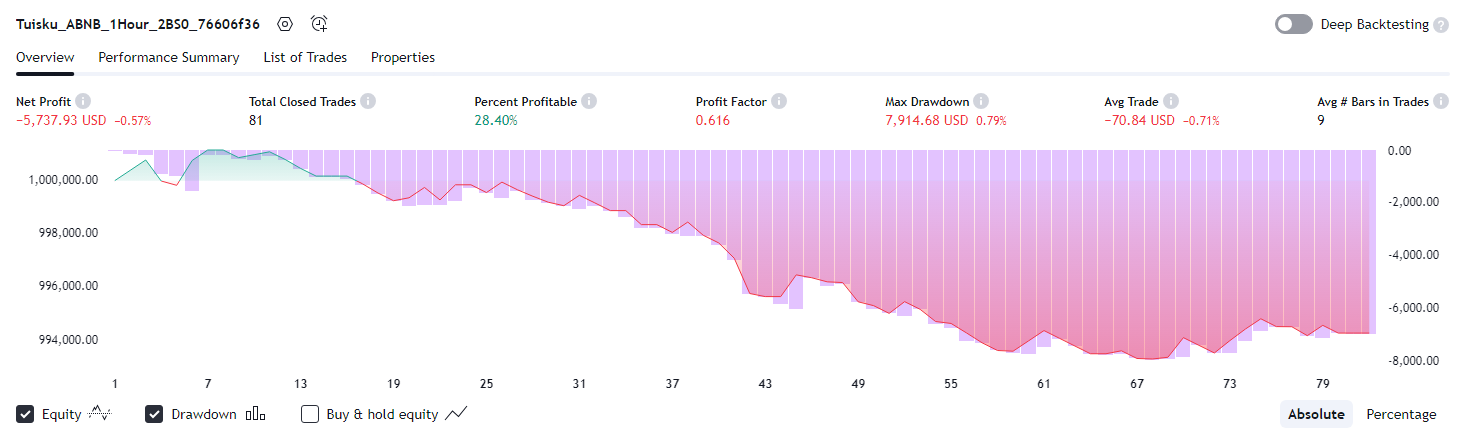 Tuisku_ABNB_1Hour_2BS0_76606f36 Deep Backtesting
Overview Performance Summary List of Trades Properties
Net Profit Total Closed Trades Percent Profitable Profit Factor Max Drawdown Avg Trade Avg # Bars in Trades
−5,737.93 USD −0.57% 81 28.40% 0.616 7,914.68 USD 0.79% −70.84 USD −0.71% 9
0.00
1,000,000.00
−2,000.00
998,000.00
−4,000.00
996,000.00
−6,000.00
994,000.00
−8,000.00
1 7 13 19 25 31 37 43 49 55 61 67 73 79
Equity Drawdown Buy & hold equity Absolute Percentage